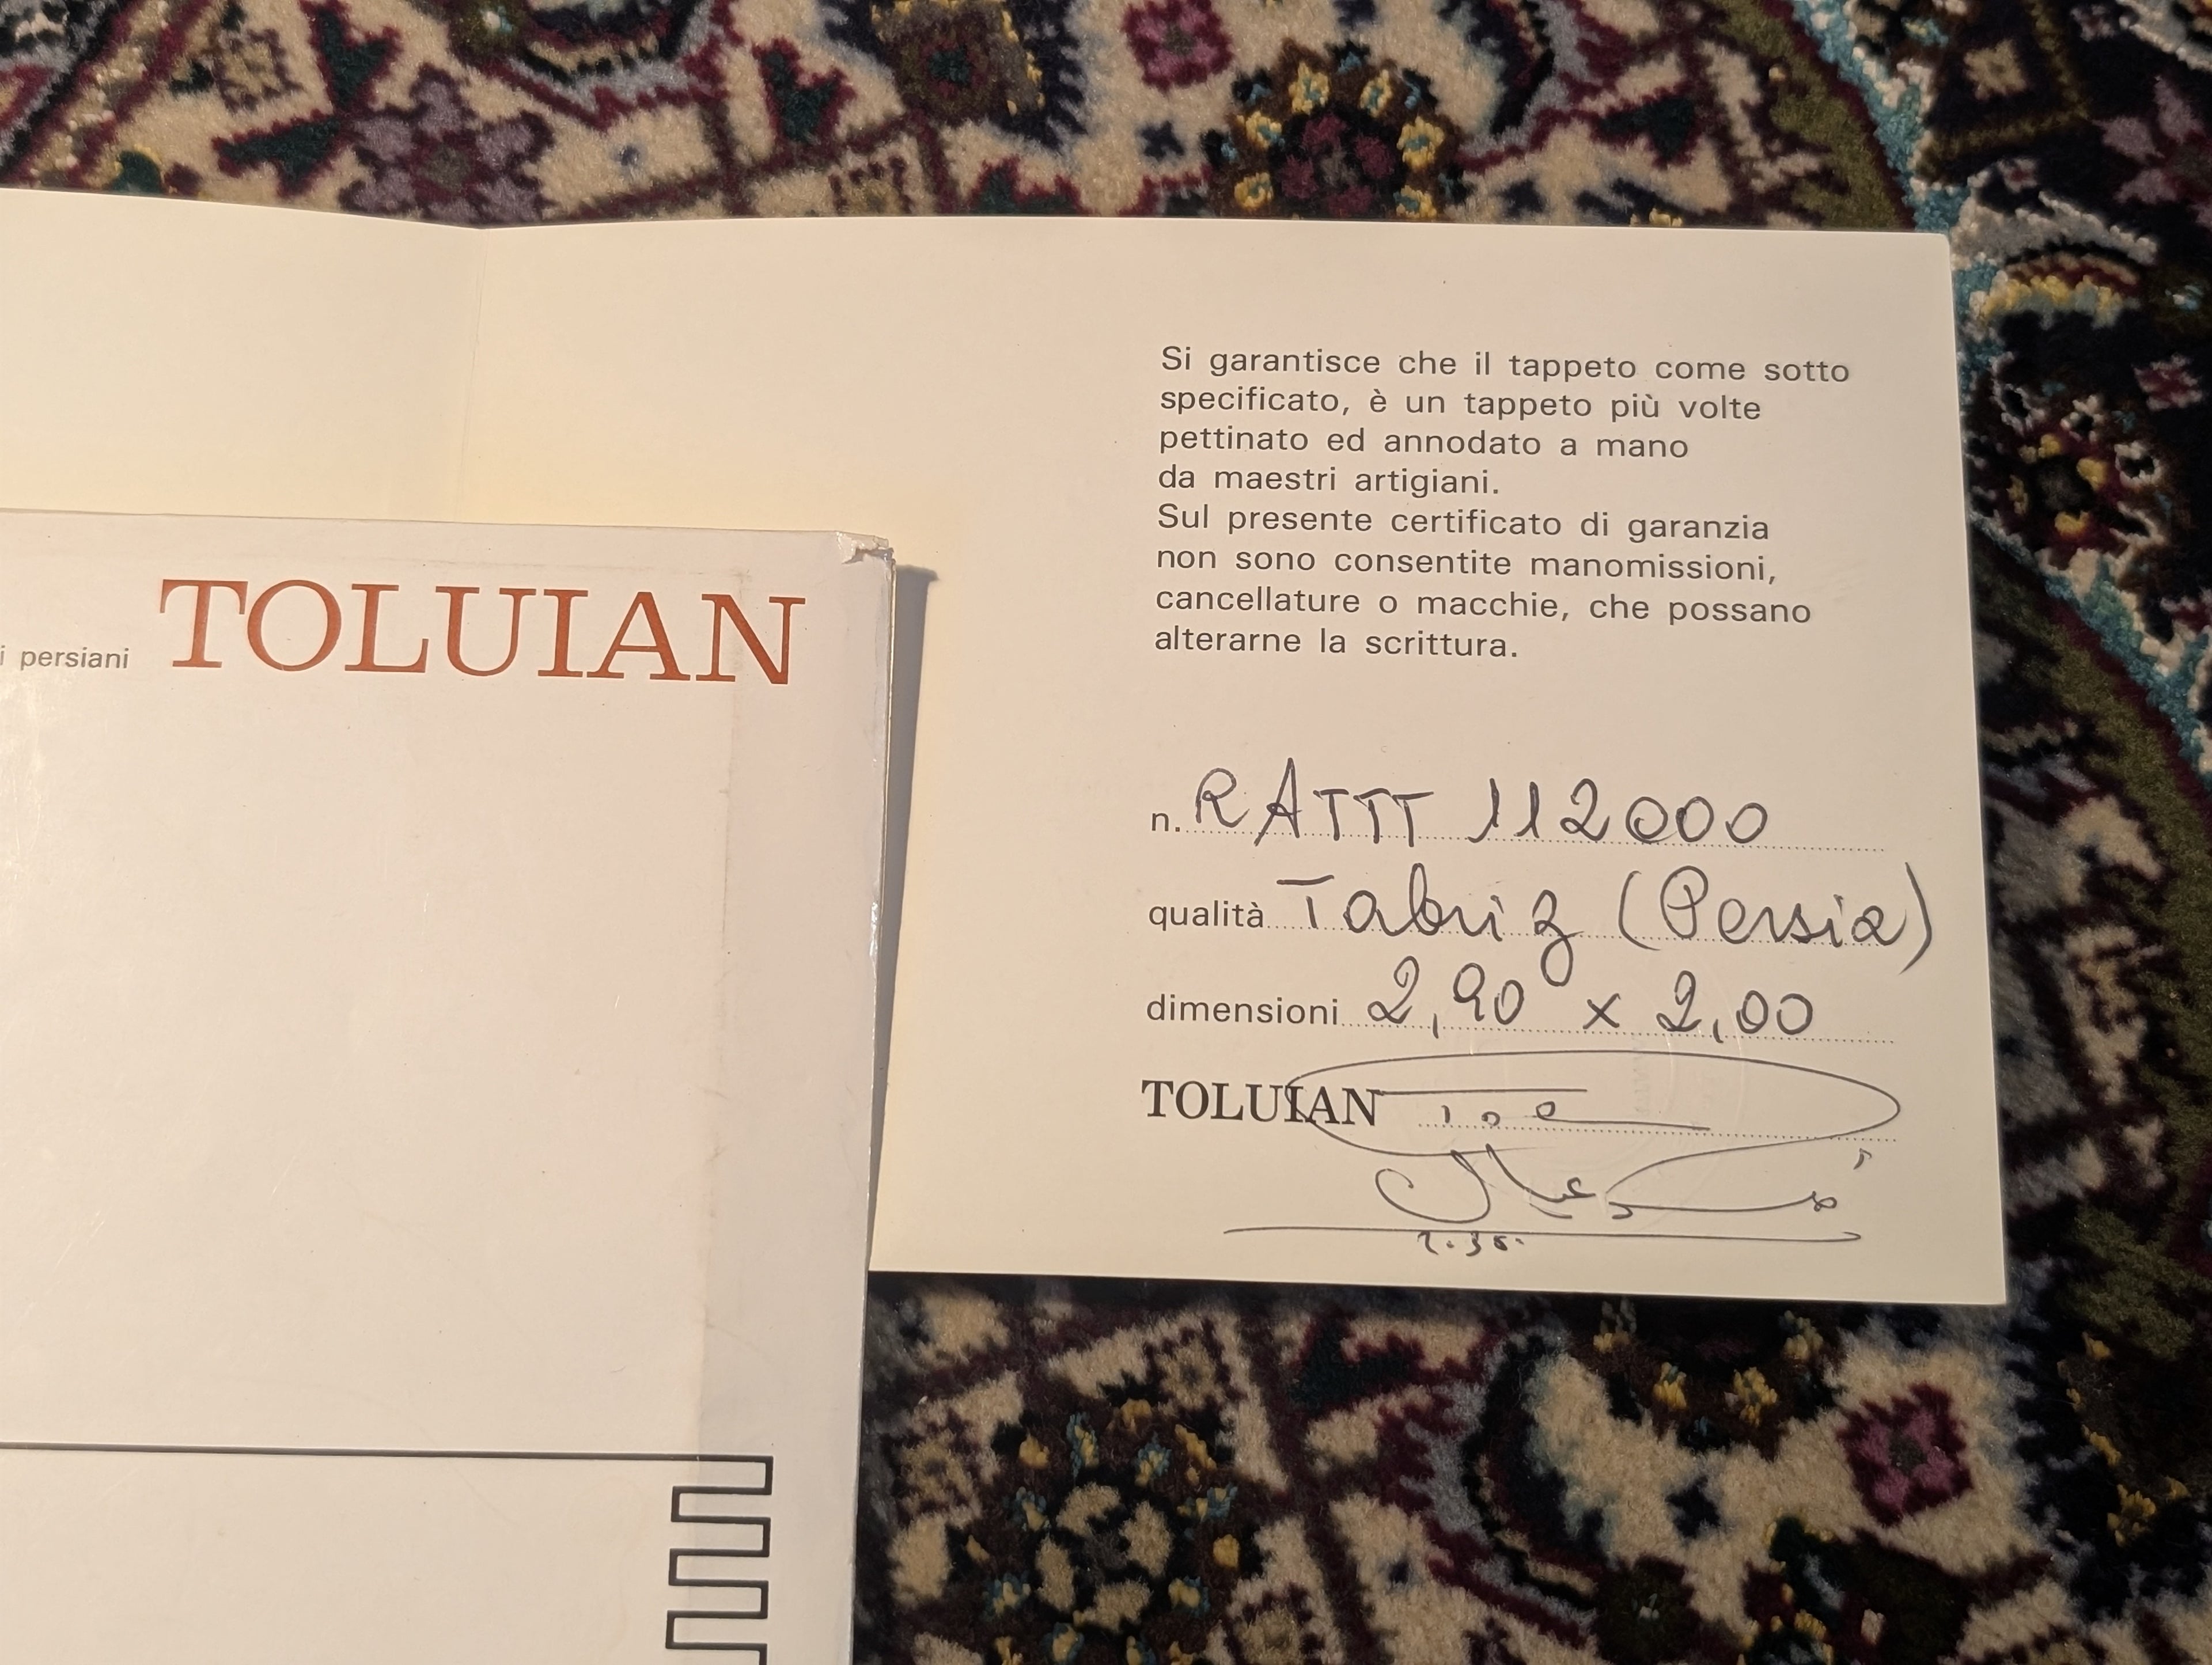 Si garantisce che il tappeto come sotto
specificato, è un tappeto più volte
pettinato ed annodato a mano
da maestri artigiani.
Sul presente certificato di garanzia
non sono consentite manomissioni,
cancellature o macchie, che possano
alterarne la scrittura.
i persiani TOLUIAN
n. RATTT 112000
qualità Tabriz (Persia)
dimensioni 2,90 x 2,00
TOLUIAN